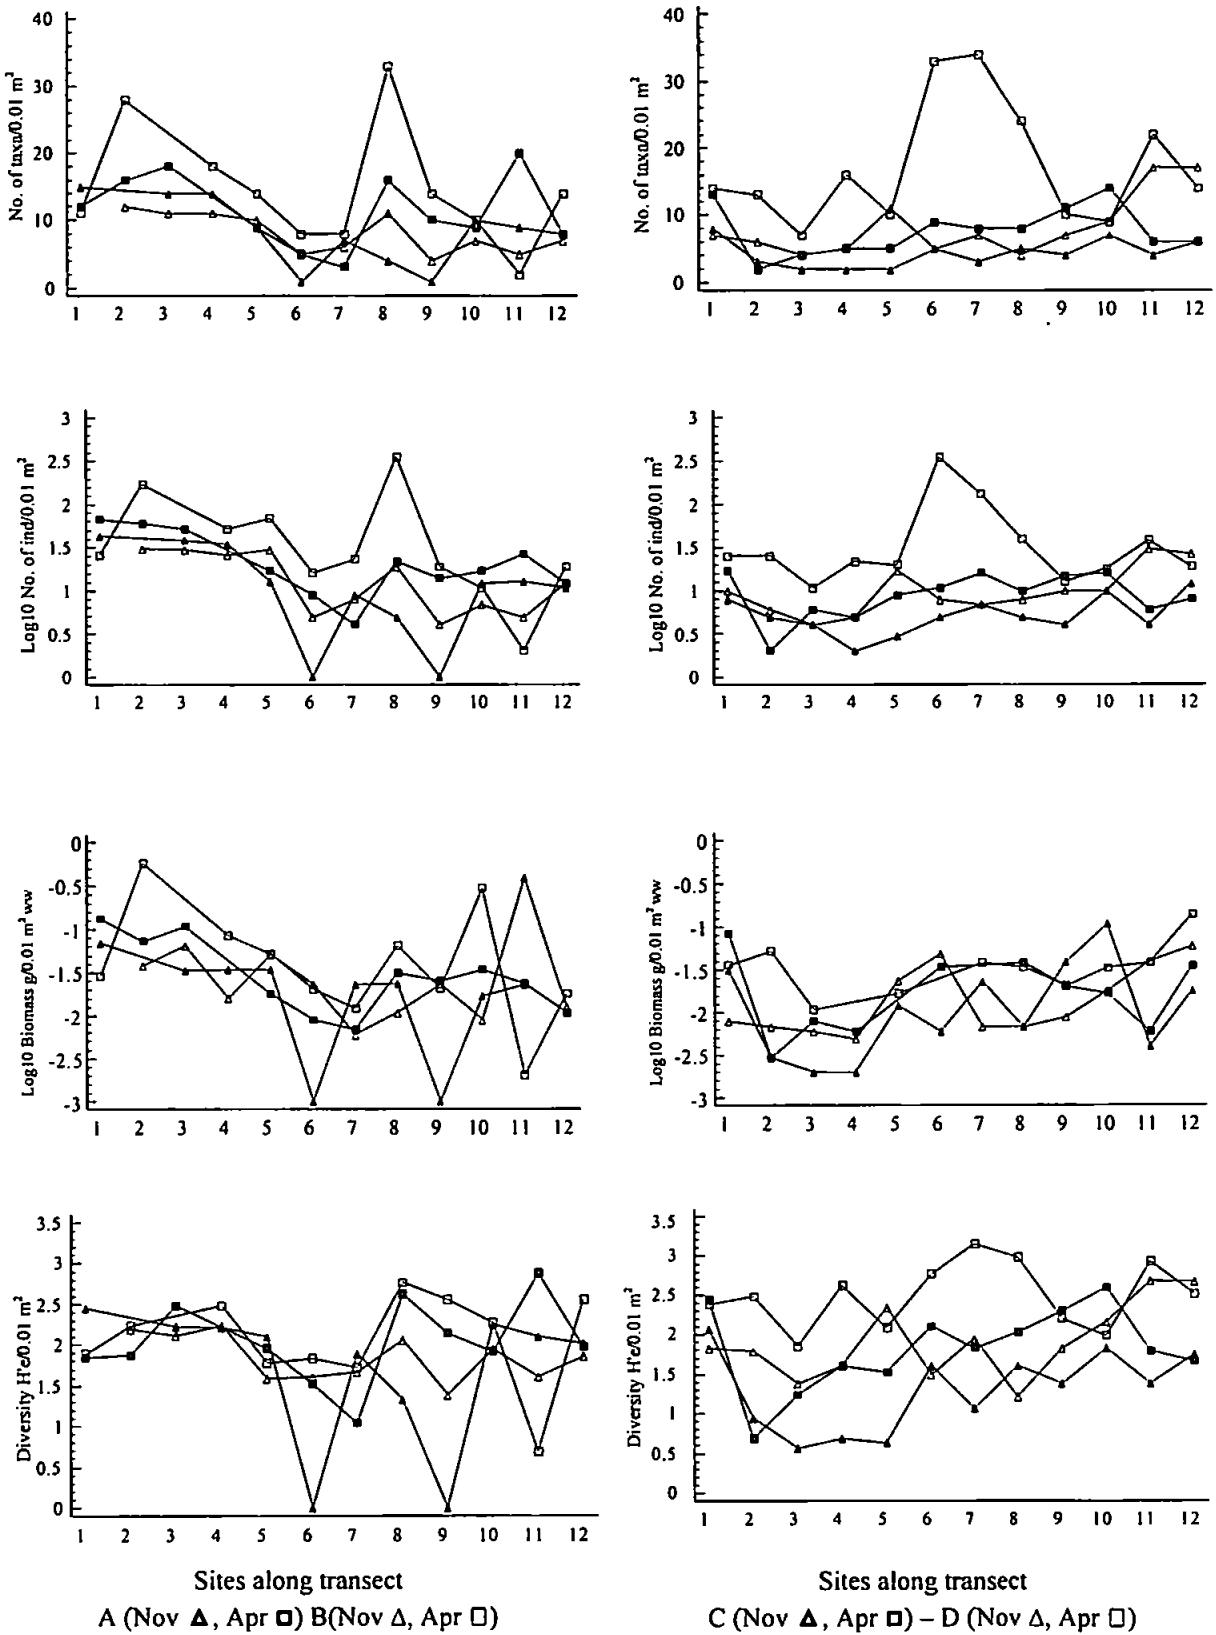 No. of taxa/0.01 m²
40
30
20
10
0
1 2 3 4 5 6 7 8 9 10 11 12
No. of taxa/0.01 m²
40
30
20
10
0
1 2 3 4 5 6 7 8 9 10 11 12
Log10 No. of ind/0.01 m²
3
2.5
2
1.5
1
0.5
0
1 2 3 4 5 6 7 8 9 10 11 12
Log10 No. of ind/0.01 m²
3
2.5
2
1.5
1
0.5
0
1 2 3 4 5 6 7 8 9 10 11 12
Log10 Biomass g/0.01 m² ww
0
-0.5
-1
-1.5
-2
-2.5
-3
1 2 3 4 5 6 7 8 9 10 11 12
Log10 Biomass g/0.01 m² ww
0
-0.5
-1
-1.5
-2
-2.5
-3
1 2 3 4 5 6 7 8 9 10 11 12
Diversity H'e/0.01 m²
3.5
3
2.5
2
1.5
1
0.5
0
1 2 3 4 5 6 7 8 9 10 11 12
Sites along transect
A (Nov ▲, Apr ◘) B(Nov Δ, Apr □)
Diversity H'e/0.01 m²
3.5
3
2.5
2
1.5
1
0.5
0
1 2 3 4 5 6 7 8 9 10 11 12
Sites along transect
C (Nov ▲, Apr ◘) – D (Nov Δ, Apr □)